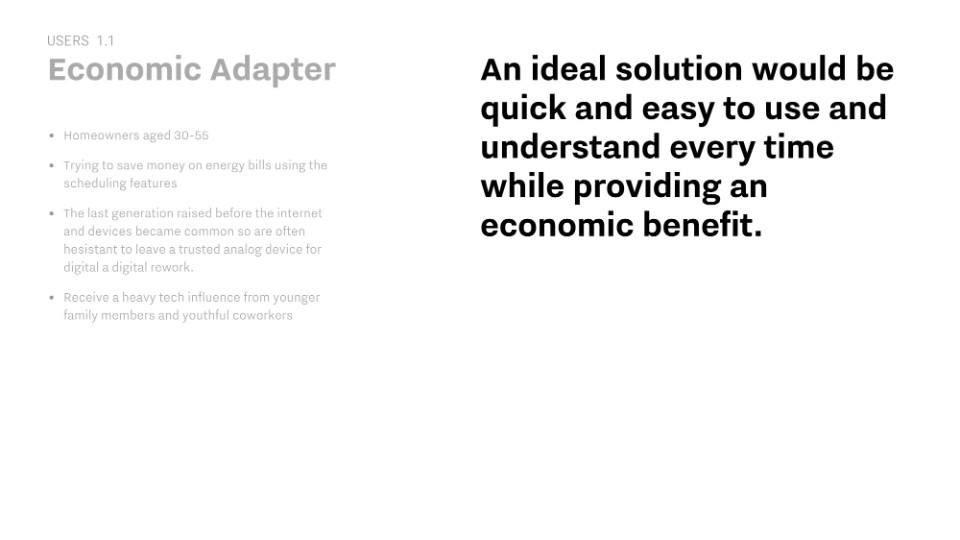 USERS 1.1
Economic Adapter
• Homeowners aged 30-55
• Trying to save money on energy bills using the
scheduling features
• The last generation raised before the internet
and devices became common so are often
hesistant to leave a trusted analog device for
digital a digital rework.
• Receive a heavy tech influence from younger
family members and youthful coworkers
An ideal solution would be
quick and easy to use and
understand every time
while providing an
economic benefit.